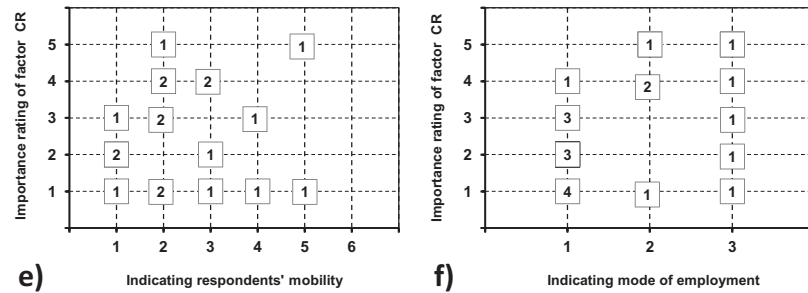 Importance rating of factor CR
5
4
3
2
1
1 1
2 2
1 2 1
2 1
1 2 1 1 1
1 2 3 4 5 6
e) Indicating respondents' mobility
Importance rating of factor CR
5
4
3
2
1
1 1
1 2 1
3 1
3 1
4 1 1
1 2 3
f) Indicating mode of employment